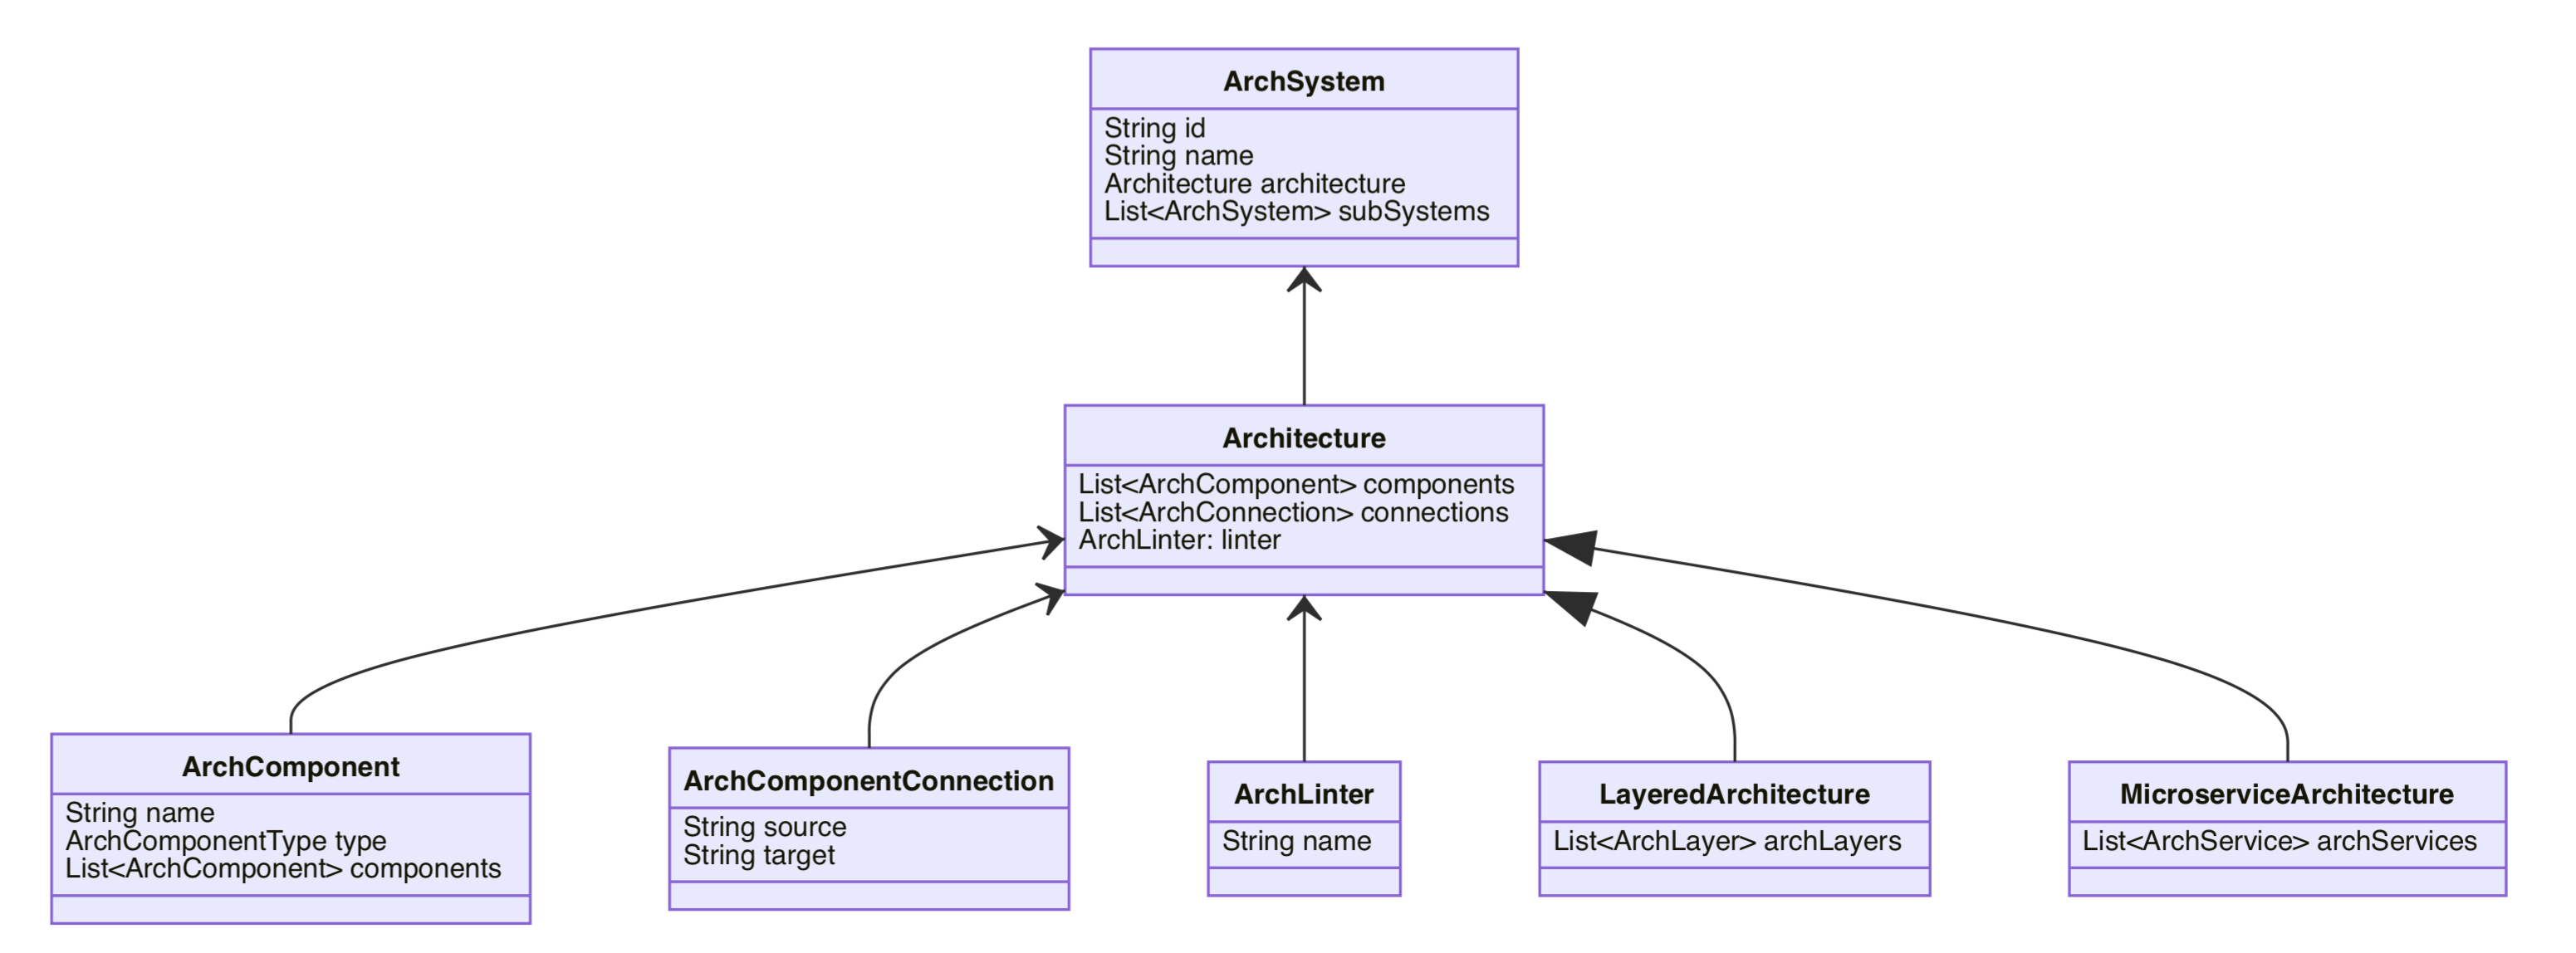 ArchSystem
String id
String name
Architecture architecture
List<ArchSystem> subSystems
Architecture
List<ArchComponent> components
List<ArchConnection> connections
ArchLinter: linter
ArchComponent
String name
ArchComponentType type
List<ArchComponent> components
ArchComponentConnection
String source
String target
ArchLinter
String name
LayeredArchitecture
List<ArchLayer> archLayers
MicroserviceArchitecture
List<ArchService> archServices